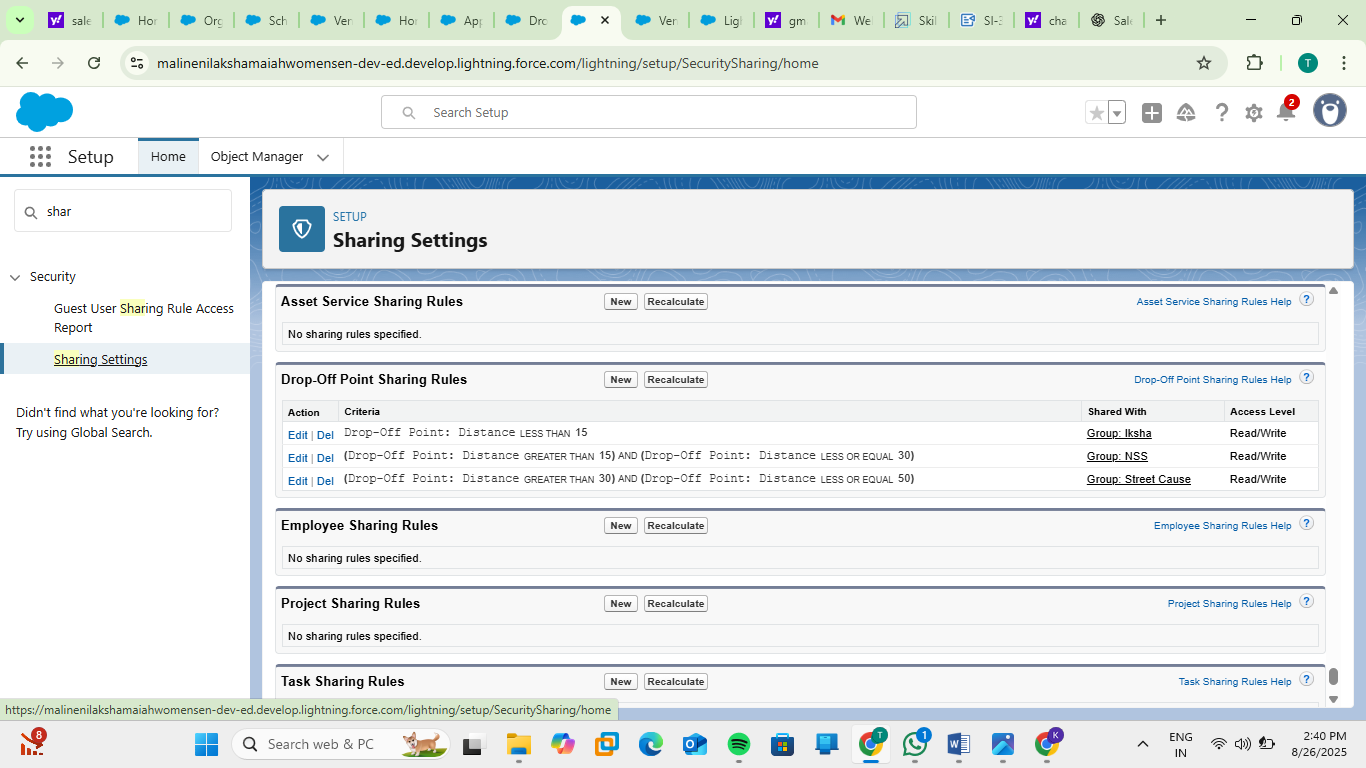 sale
Hor
Org
Sch
Ver
Hor
App
Dro
Ver
Ligl
gm
Wel
Skil
SI-3
cha
Sale
malinenilakshamaiahwomensen-dev-ed.develop.lightning.force.com/lightning/setup/SecuritySharing/home
T
Search Setup
2
Setup
Home
Object Manager
shar
Security
Guest User Sharing Rule Access
Report
Sharing Settings
Didn't find what you're looking for?
Try using Global Search.
SETUP
Sharing Settings
Asset Service Sharing Rules New Recalculate Asset Service Sharing Rules Help ?
No sharing rules specified.
Drop-Off Point Sharing Rules New Recalculate Drop-Off Point Sharing Rules Help ?
Action Criteria Shared With Access Level
Edit | Del Drop-Off Point: Distance LESS THAN 15 Group: Iksha Read/Write
Edit | Del (Drop-Off Point: Distance GREATER THAN 15) AND (Drop-Off Point: Distance LESS OR EQUAL 30) Group: NSS Read/Write
Edit | Del (Drop-Off Point: Distance GREATER THAN 30) AND (Drop-Off Point: Distance LESS OR EQUAL 50) Group: Street Cause Read/Write
Employee Sharing Rules New Recalculate Employee Sharing Rules Help ?
No sharing rules specified.
Project Sharing Rules New Recalculate Project Sharing Rules Help ?
No sharing rules specified.
Task Sharing Rules New Recalculate Task Sharing Rules Help ?
https://malinenilakshamaiahwomensen-dev-ed.develop.lightning.force.com/lightning/setup/SecuritySharing/home
8
Search web & PC
T
1
K
ENG
IN
2:40 PM
8/26/2025